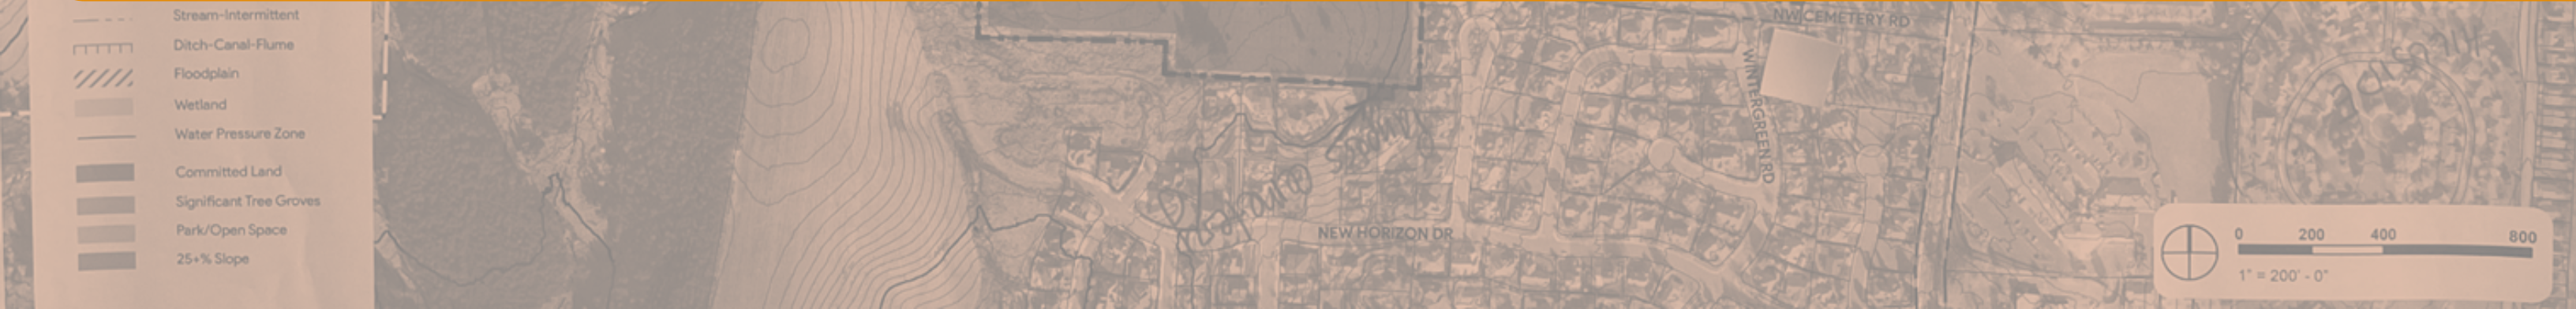 Stream-Intermittent
Ditch-Canal-Flume
Floodplain
Wetland
Water Pressure Zone
Committed Land
Significant Tree Groves
Park/Open Space
25+% Slope
NW CEMETERY RD
WINTERGREEN RD
NEW HORIZON DR
0 200 400 800
1" = 200' - 0"